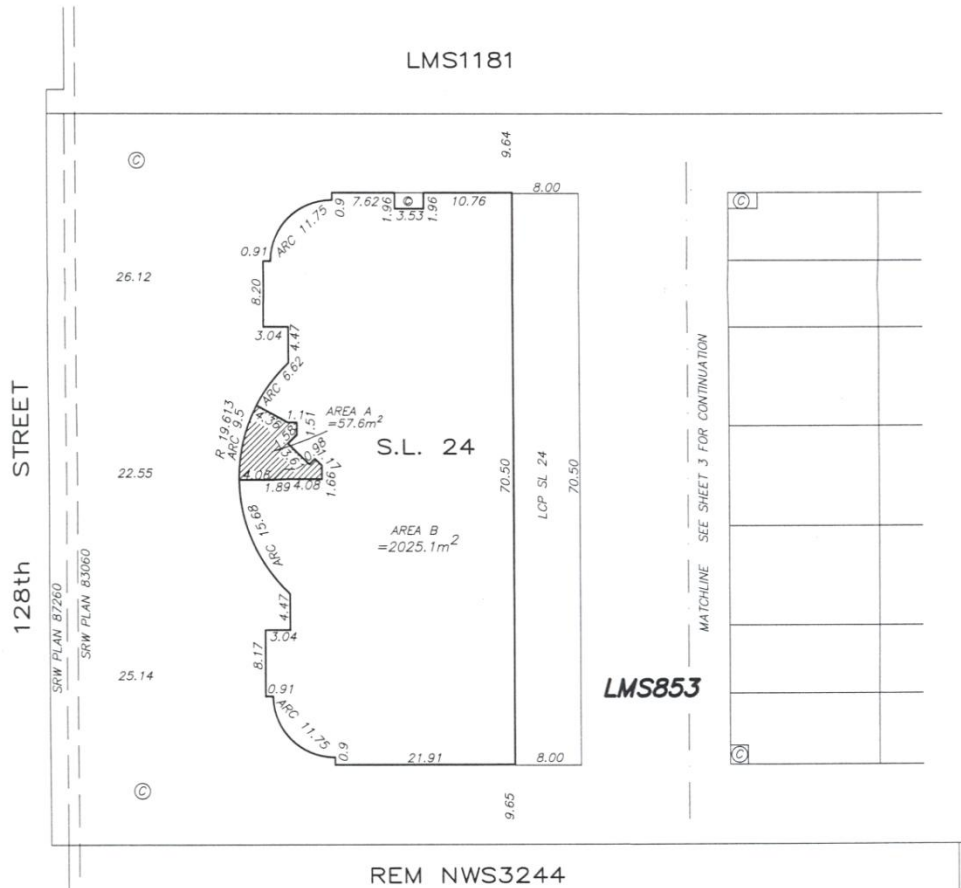 LMS1181
9.64
©
8.00
7.62
0.9
1.96
©
3.53
1.96
10.76
©
ARC 11.75
0.91
26.12
8.20
3.04
4.47
ARC 6.62
R 19.613
ARC 9.5
4.36
1.1
1.51
AREA A
=57.6m²
S.L. 24
0.98
1.17
1.66
4.06
1.89
4.08
22.55
128th STREET
70.50
LCP SL 24
70.50
MATCHLINE SEE SHEET 3 FOR CONTINUATION
AREA B
=2025.1m²
ARC 15.68
SRW PLAN 87260
SRW PLAN 83060
4.47
3.04
8.17
25.14
0.91
ARC 11.75
0.9
LMS853
21.91
8.00
©
©
9.65
REM NWS3244